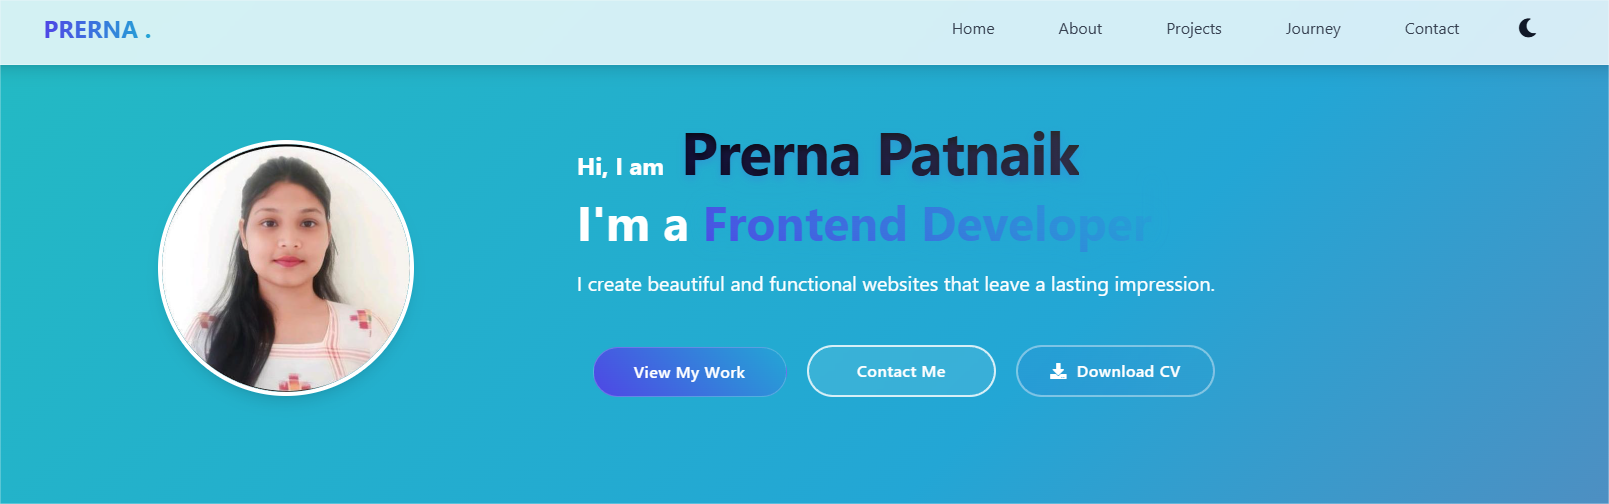 PRERNA .
Home About Projects Journey Contact
Hi, I am Prerna Patnaik
I'm a Frontend Developer
I create beautiful and functional websites that leave a lasting impression.
View My Work Contact Me Download CV